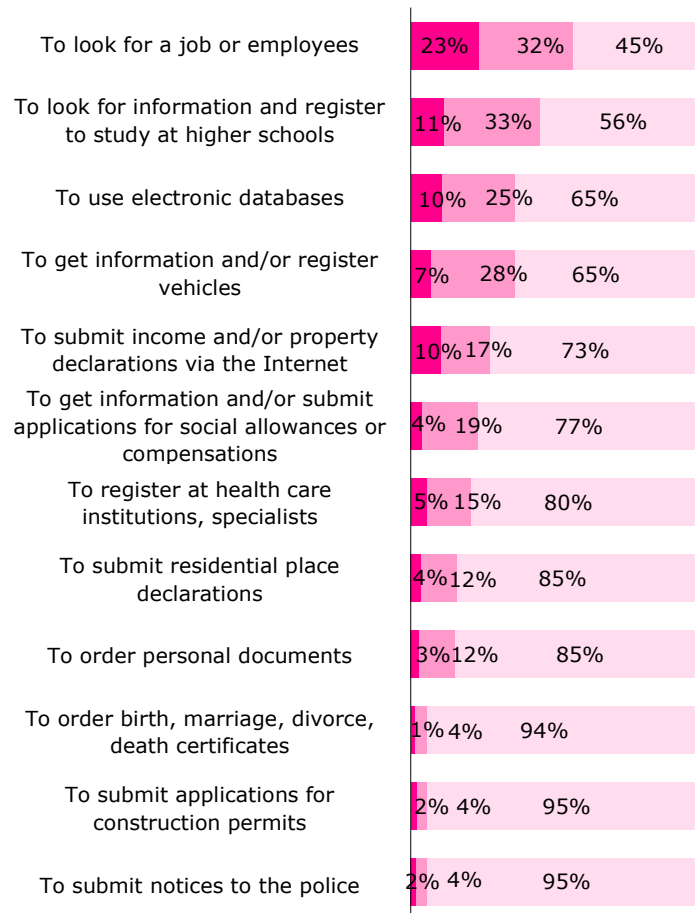 To look for a job or employees
23% 32% 45%
To look for information and register
to study at higher schools
11% 33% 56%
To use electronic databases
10% 25% 65%
To get information and/or register
vehicles
7% 28% 65%
To submit income and/or property
declarations via the Internet
10% 17% 73%
To get information and/or submit
applications for social allowances or
compensations
4% 19% 77%
To register at health care
institutions, specialists
5% 15% 80%
To submit residential place
declarations
4% 12% 85%
To order personal documents
3% 12% 85%
To order birth, marriage, divorce,
death certificates
1% 4% 94%
To submit applications for
construction permits
2% 4% 95%
To submit notices to the police
2% 4% 95%